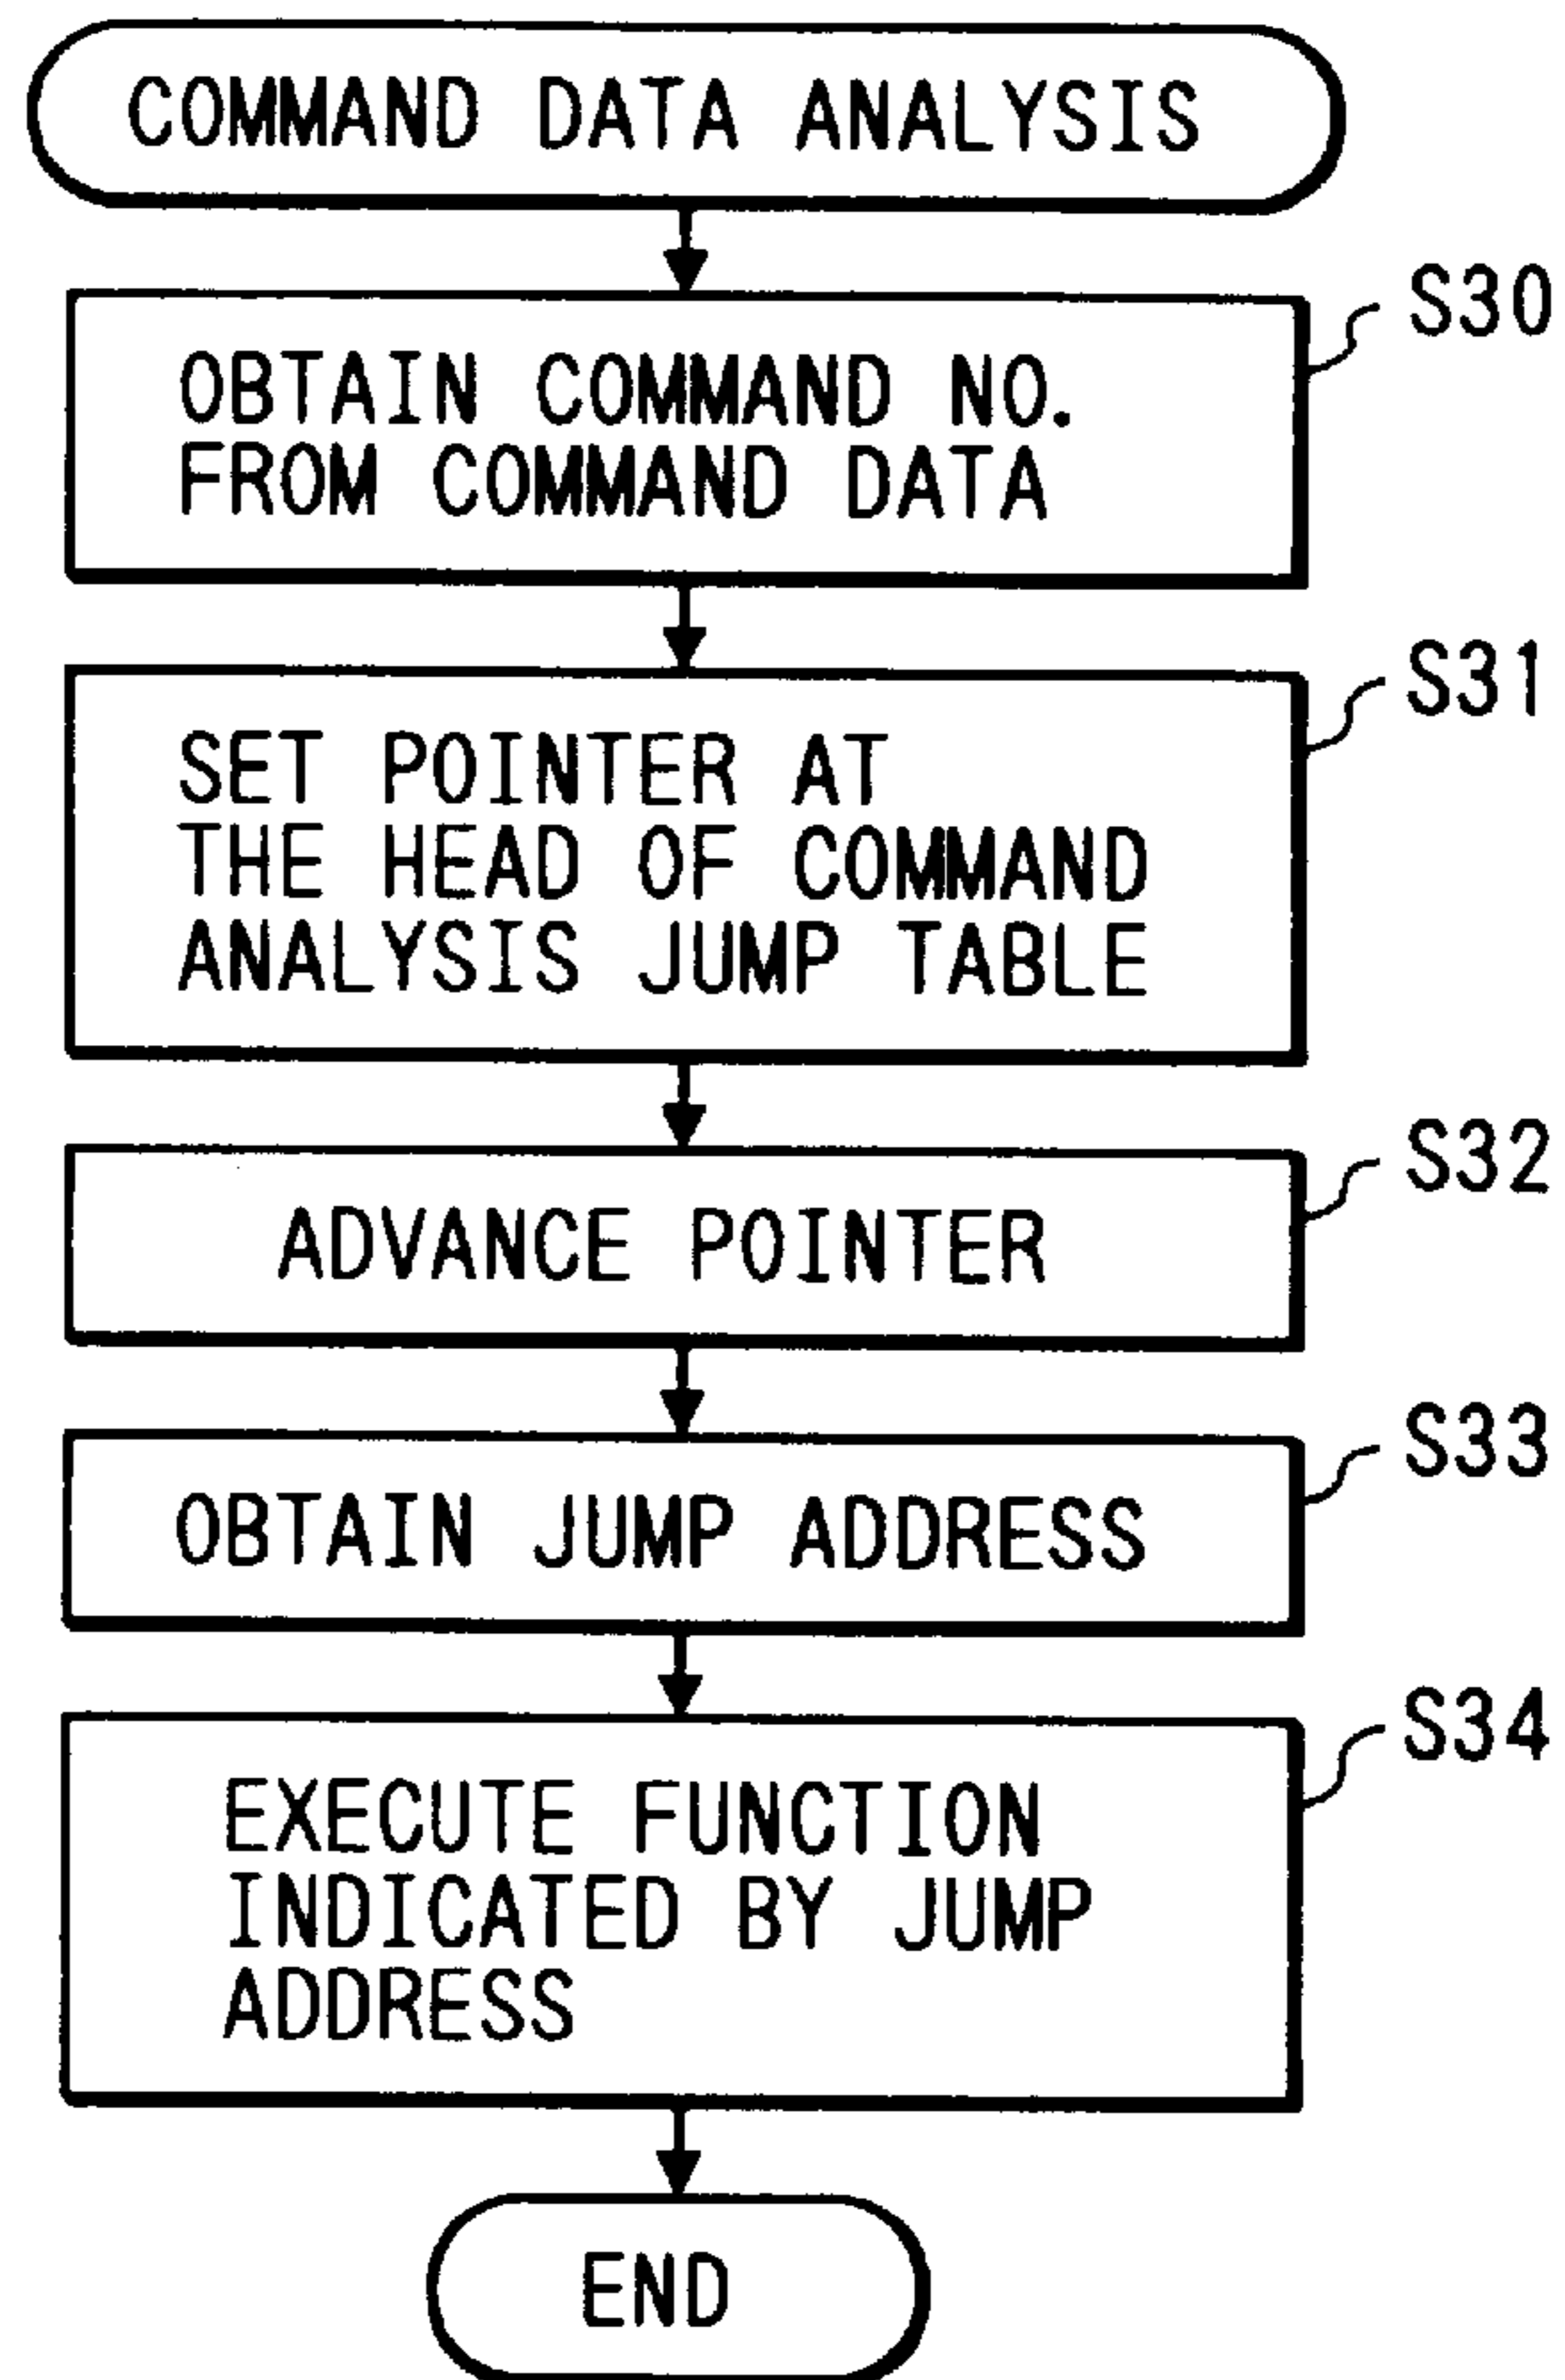 COMMAND DATA ANALYSIS
S30
OBTAIN COMMAND NO.
FROM COMMAND DATA
S31
SET POINTER AT
THE HEAD OF COMMAND
ANALYSIS JUMP TABLE
S32
ADVANCE POINTER
S33
OBTAIN JUMP ADDRESS
S34
EXECUTE FUNCTION
INDICATED BY JUMP
ADDRESS
END